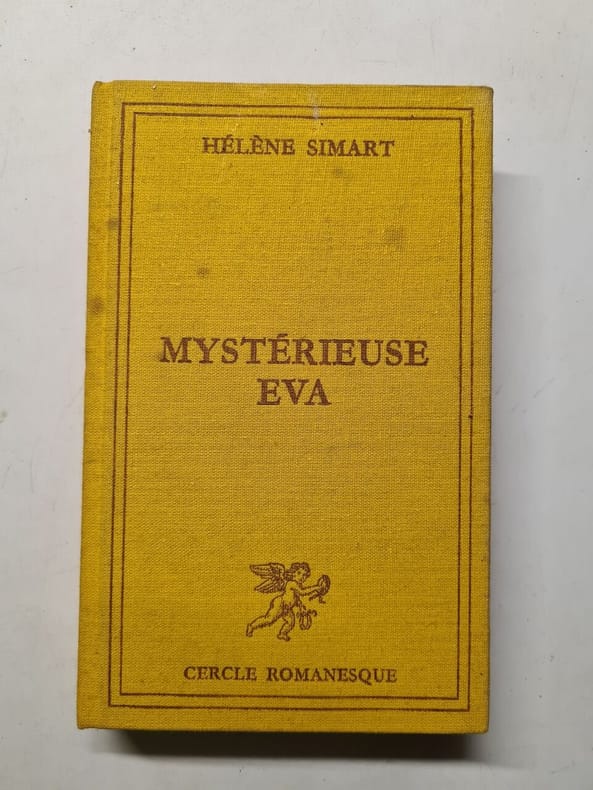 HÉLÈNE SIMART
MYSTÉRIEUSE
EVA
CERCLE ROMANESQUE